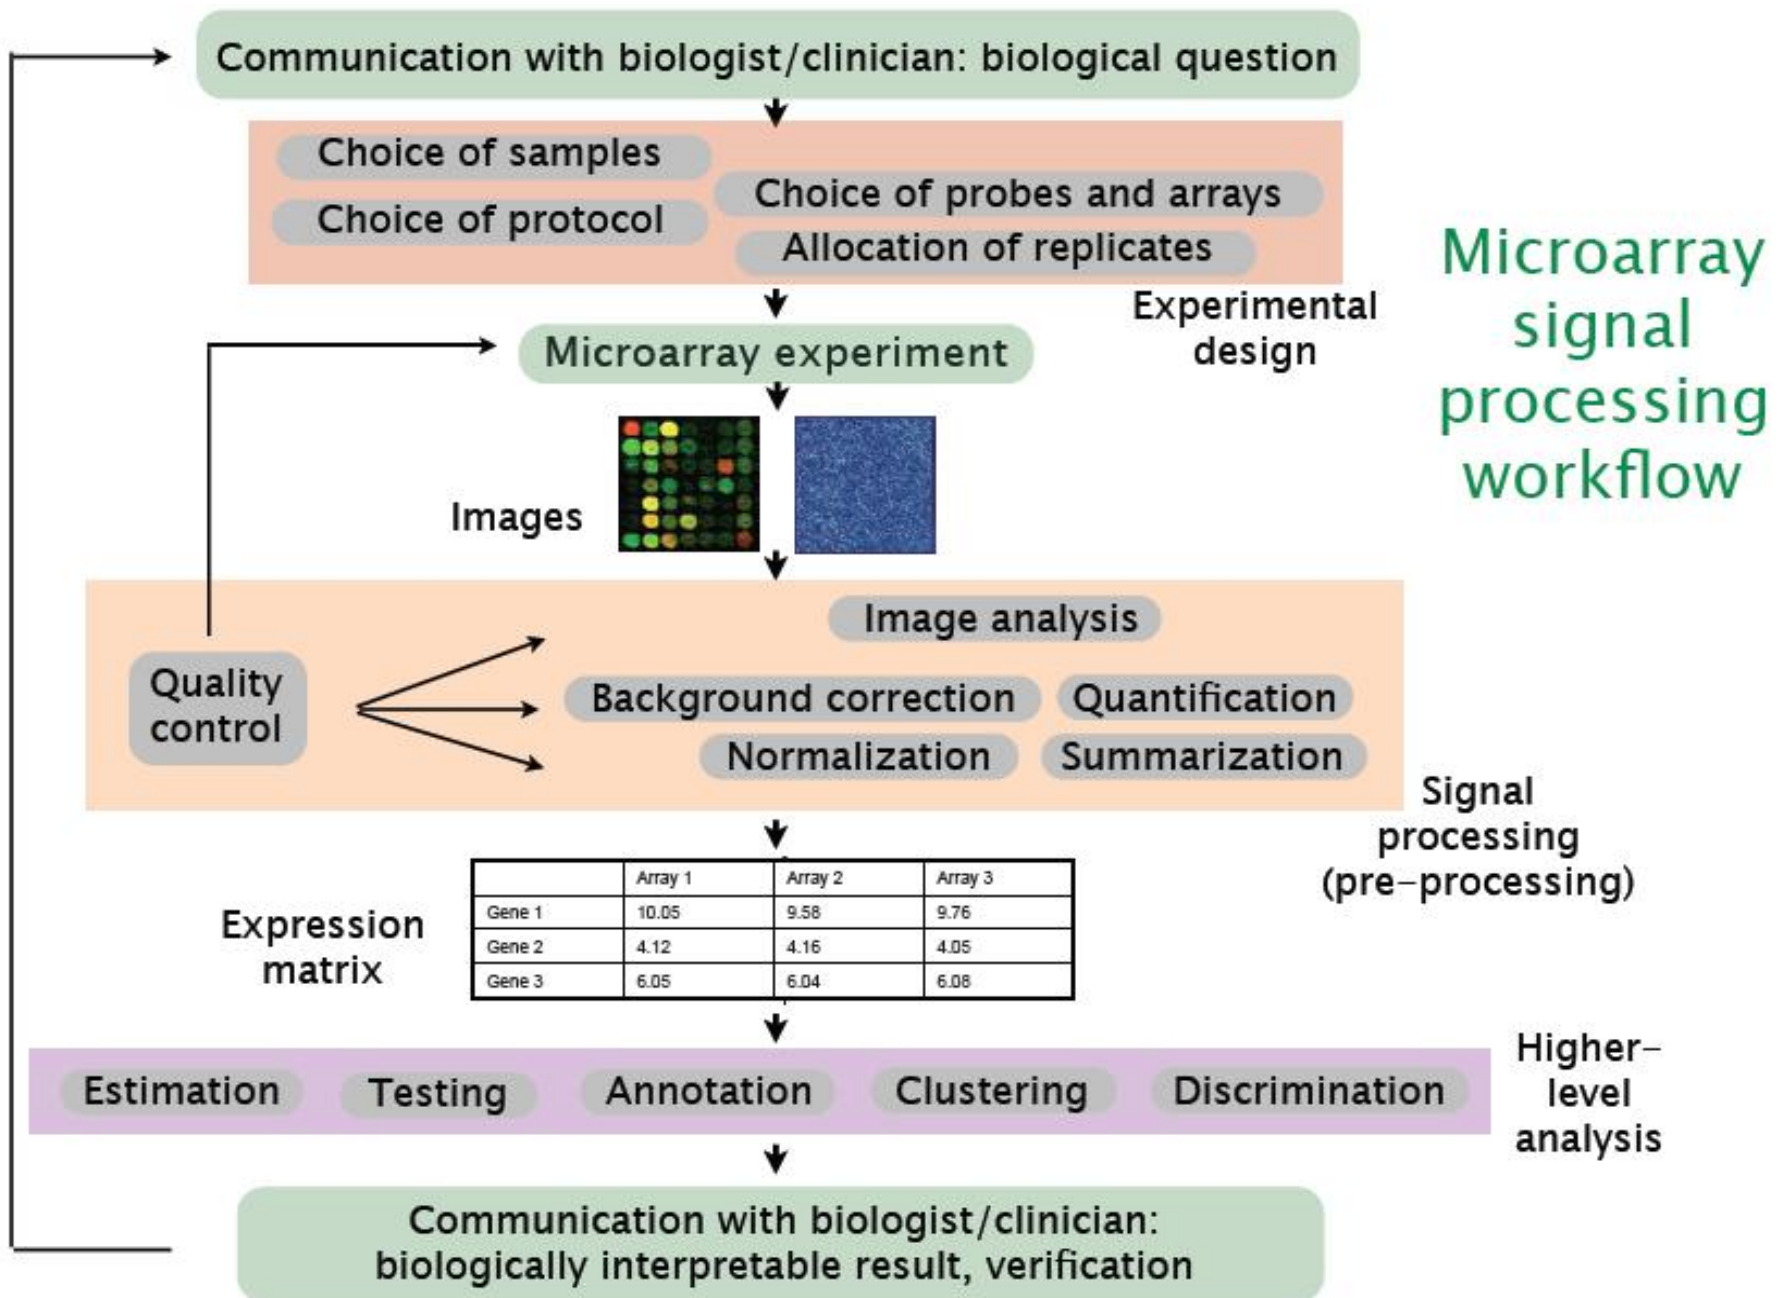 Communication with biologist/clinician: biological question
Choice of samples
Choice of probes and arrays
Choice of protocol
Allocation of replicates
Experimental
design
Microarray
signal
processing
workflow
Microarray experiment
Images
Image analysis
Quality
control
Background correction
Quantification
Normalization
Summarization
Signal
processing
(pre-processing)
Expression
matrix
Array 1 Array 2 Array 3
Gene 1 10.05 9.58 9.76
Gene 2 4.12 4.16 4.05
Gene 3 6.05 6.04 6.08
Higher-
level
analysis
Estimation Testing Annotation Clustering Discrimination
Communication with biologist/clinician:
biologically interpretable result, verification